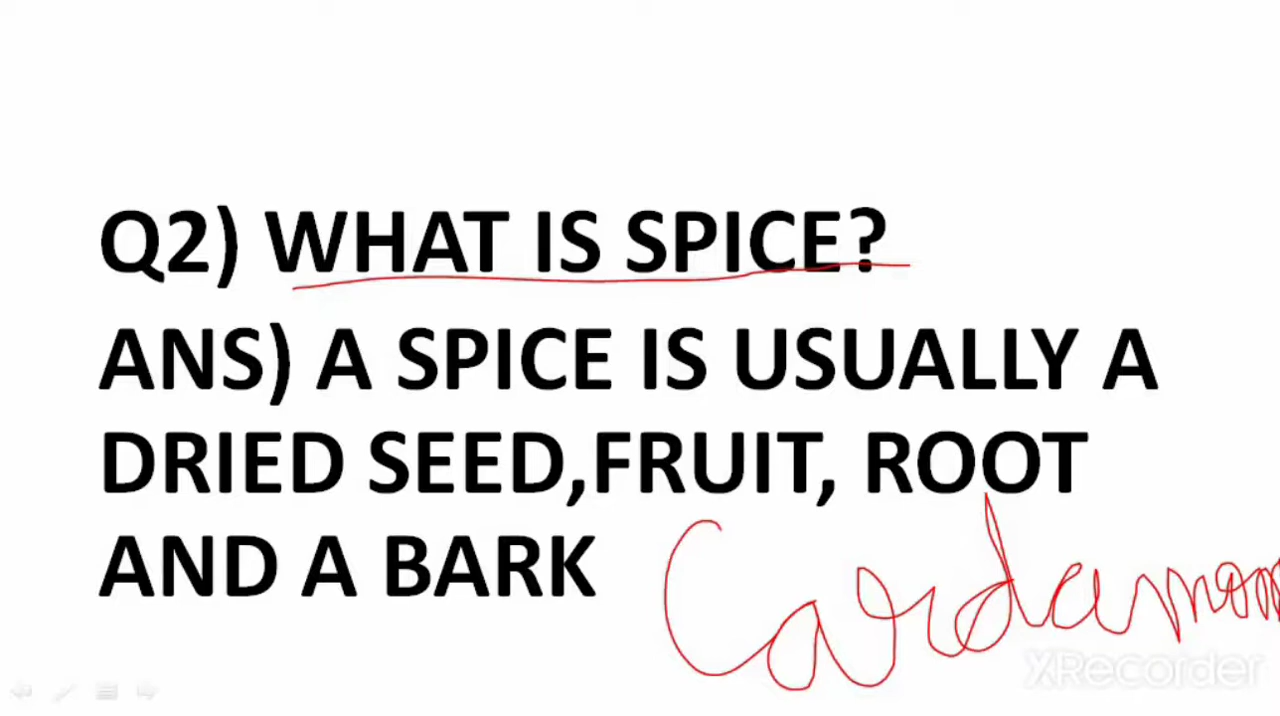 Q2) WHAT IS SPICE?
ANS) A SPICE IS USUALLY A
DRIED SEED,FRUIT, ROOT
AND A BARK
Cardamom
XRecorder